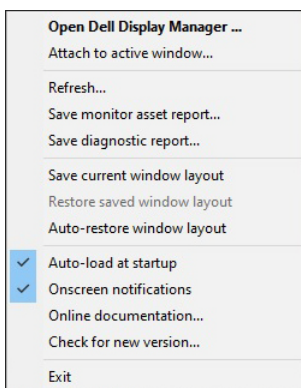 Open Dell Display Manager ...
Attach to active window...
Refresh...
Save monitor asset report...
Save diagnostic report...
Save current window layout
Restore saved window layout
Auto-restore window layout
Auto-load at startup
Onscreen notifications
Online documentation...
Check for new version...
Exit